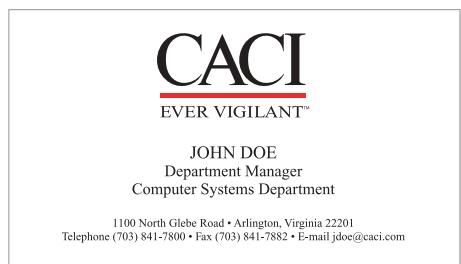 CACI
EVER VIGILANT™
JOHN DOE
Department Manager
Computer Systems Department
1100 North Glebe Road • Arlington, Virginia 22201
Telephone (703) 841-7800 • Fax (703) 841-7882 • E-mail jdoe@caci.com